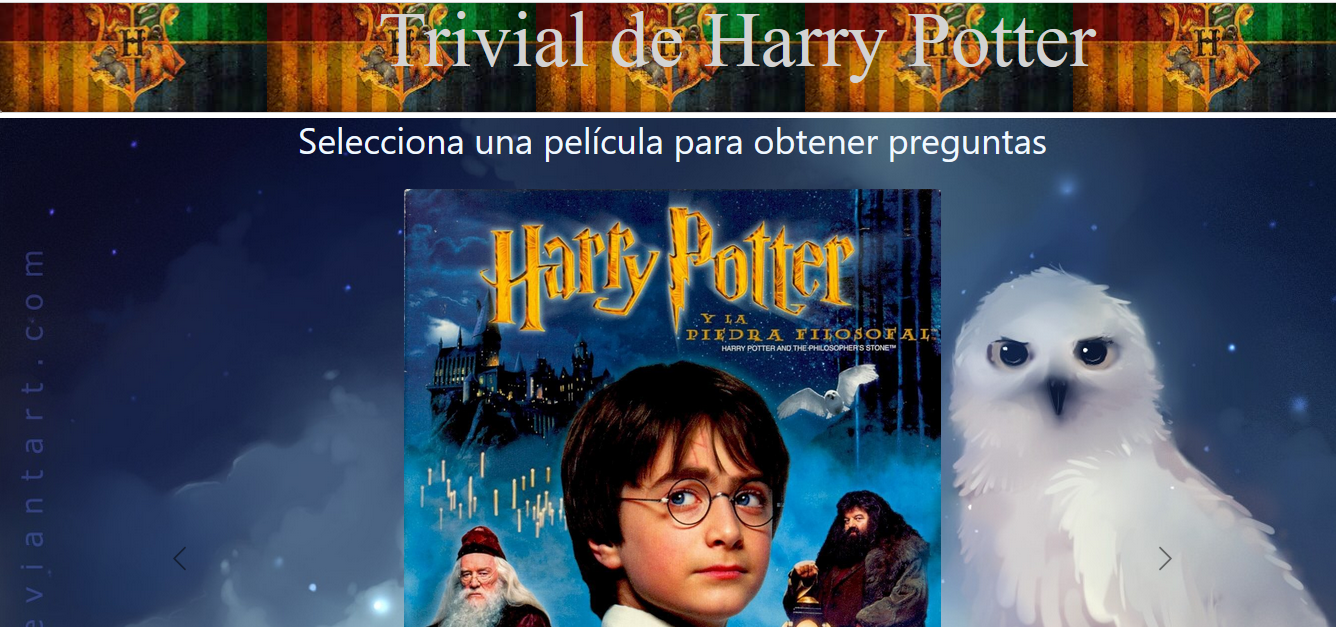 Trivial de Harry Potter
H H H H H
Selecciona una película para obtener preguntas
Harry Potter
Y LA
PIEDRA FILOSOFAL
HARRY POTTER AND THE PHILOSOPHER'S STONE™
eviantart.com